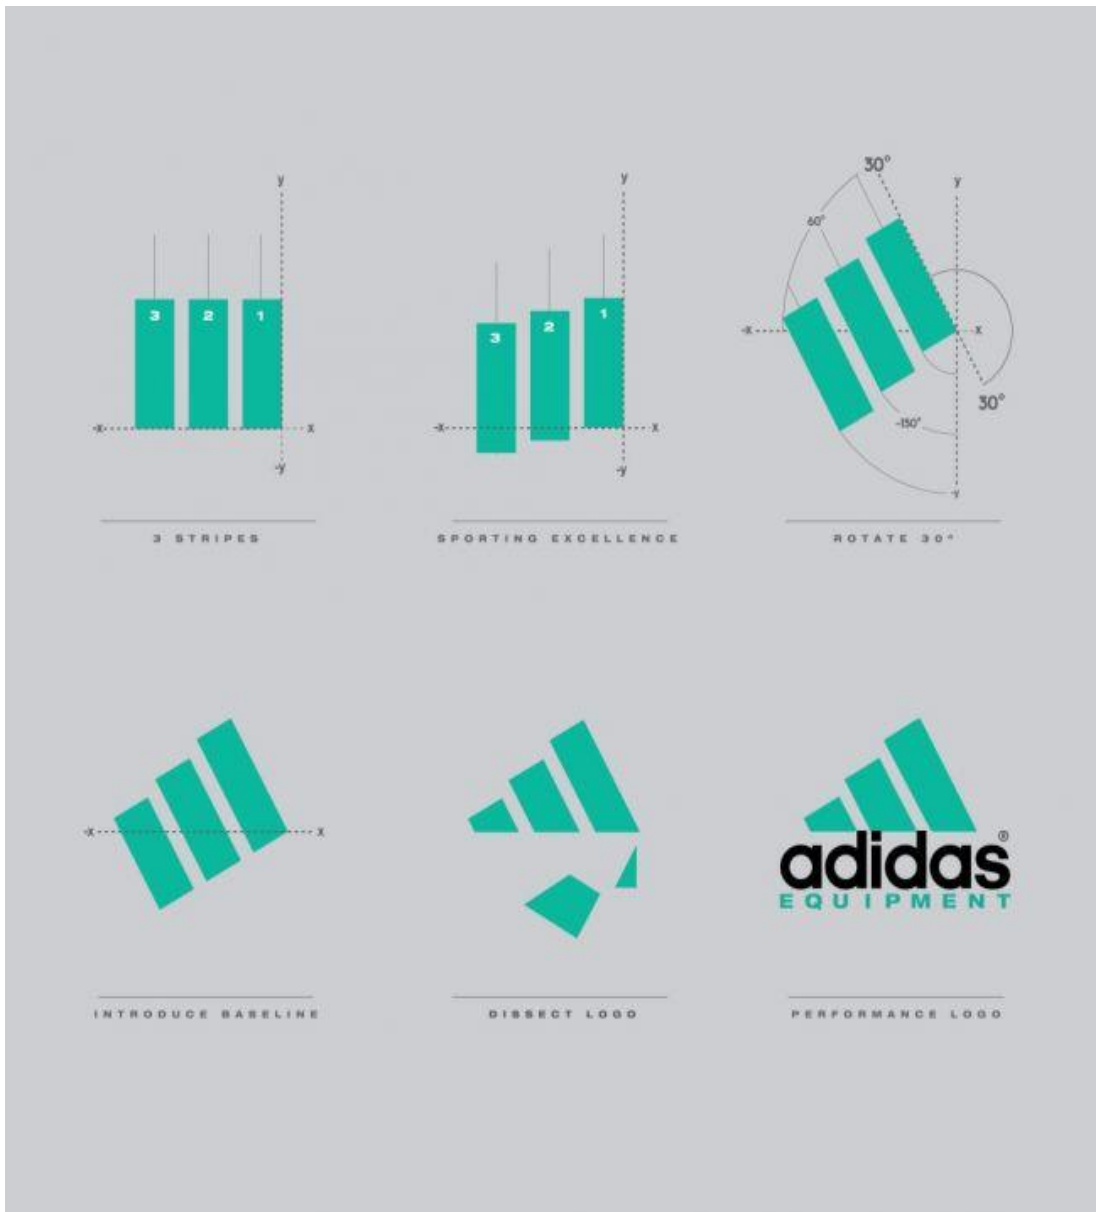 y
3 2 1
-x x
-y
3 STRIPES
y
3 2 1
-x x
-y
SPORTING EXCELLENCE
30°
y
60°
-x x
30°
-150°
-y
ROTATE 30°
-x x
INTRODUCE BASELINE
DISSECT LOGO
adidas®
EQUIPMENT
PERFORMANCE LOGO